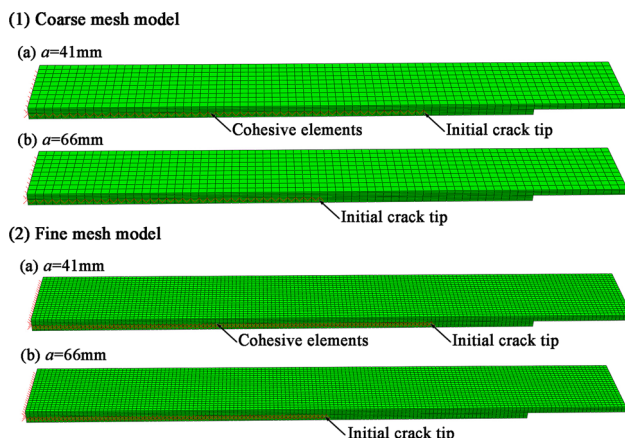 (1) Coarse mesh model
(a) a=41mm
Cohesive elements
Initial crack tip
(b) a=66mm
Initial crack tip
(2) Fine mesh model
(a) a=41mm
Cohesive elements
Initial crack tip
(b) a=66mm
Initial crack tip